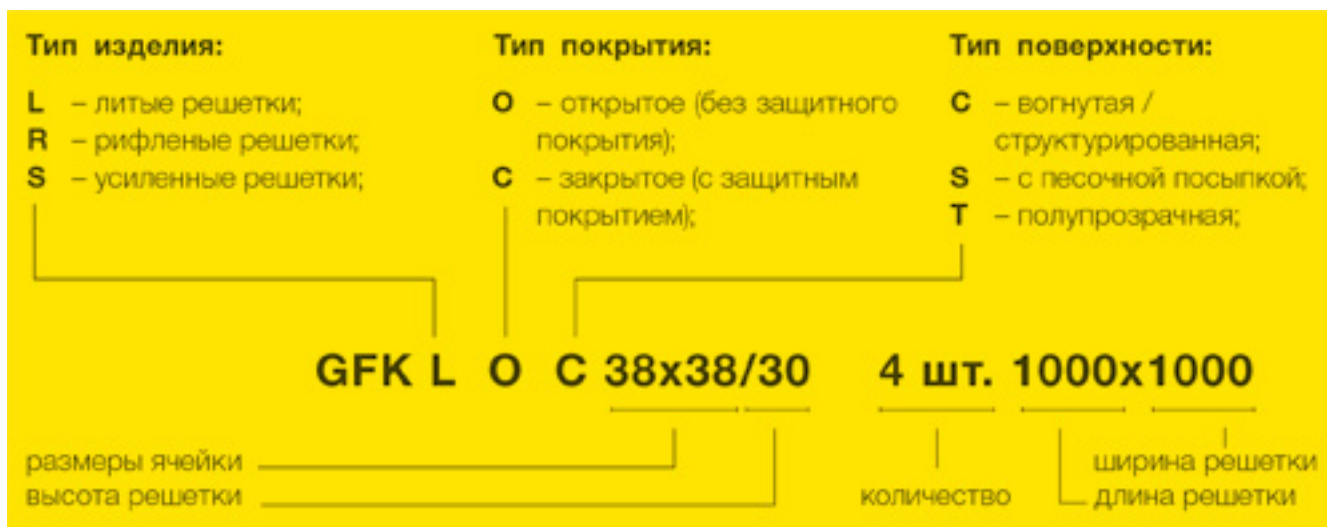 Тип изделия:
L – литые решетки;
R – рифленые решетки;
S – усиленные решетки;
Тип покрытия:
O – открытое (без защитного
покрытия);
C – закрытое (с защитным
покрытием);
Тип поверхности:
C – вогнутая /
структурированная;
S – с песочной посыпкой;
T – полупрозрачная;
GFK L O C 38x38/30 4 шт. 1000x1000
размеры ячейки
высота решетки
количество
ширина решетки
длина решетки